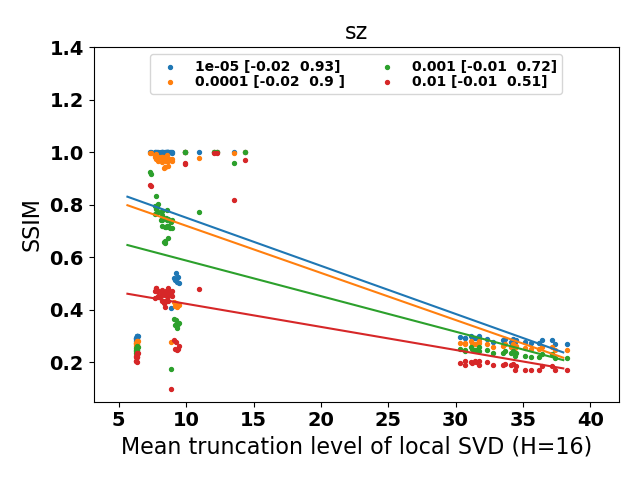 sz
1.4
1e-05 [-0.02  0.93]
0.0001 [-0.02  0.9 ]
0.001 [-0.01  0.72]
0.01 [-0.01  0.51]
1.2
1.0
0.8
0.6
0.4
0.2
SSIM
5 10 15 20 25 30 35 40
Mean truncation level of local SVD (H=16)